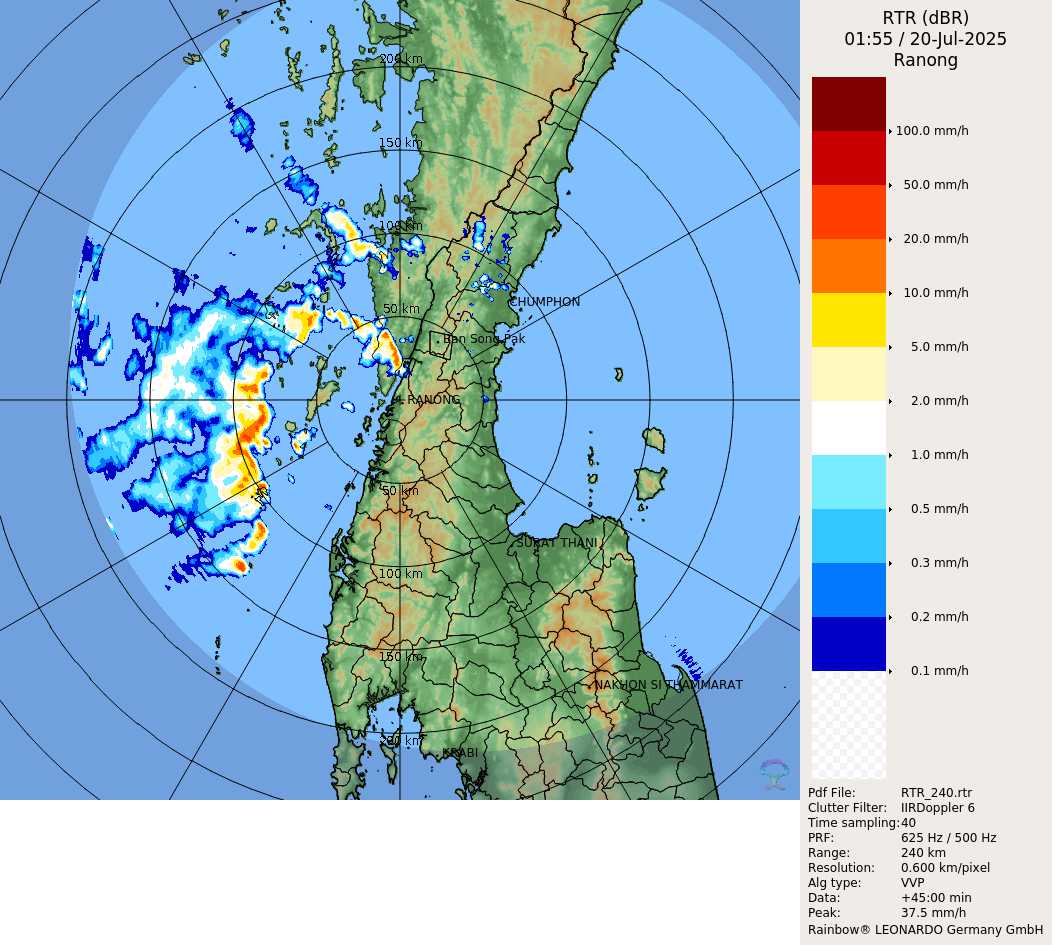 RTR (dBR)
01:55 / 20-Jul-2025
Ranong
200 km
150 km
100 km
50 km
CHUMPHON
Ban Song Pak
RANONG
50 km
SURAT THANI
100 km
150 km
NAKHON SI THAMMARAT
200 km
KRABI
100.0 mm/h
50.0 mm/h
20.0 mm/h
10.0 mm/h
5.0 mm/h
2.0 mm/h
1.0 mm/h
0.5 mm/h
0.3 mm/h
0.2 mm/h
0.1 mm/h
Pdf File: RTR_240.rtr
Clutter Filter: IIRDoppler 6
Time sampling:40
PRF: 625 Hz / 500 Hz
Range: 240 km
Resolution: 0.600 km/pixel
Alg type: VVP
Data: +45:00 min
Peak: 37.5 mm/h
Rainbow® LEONARDO Germany GmbH